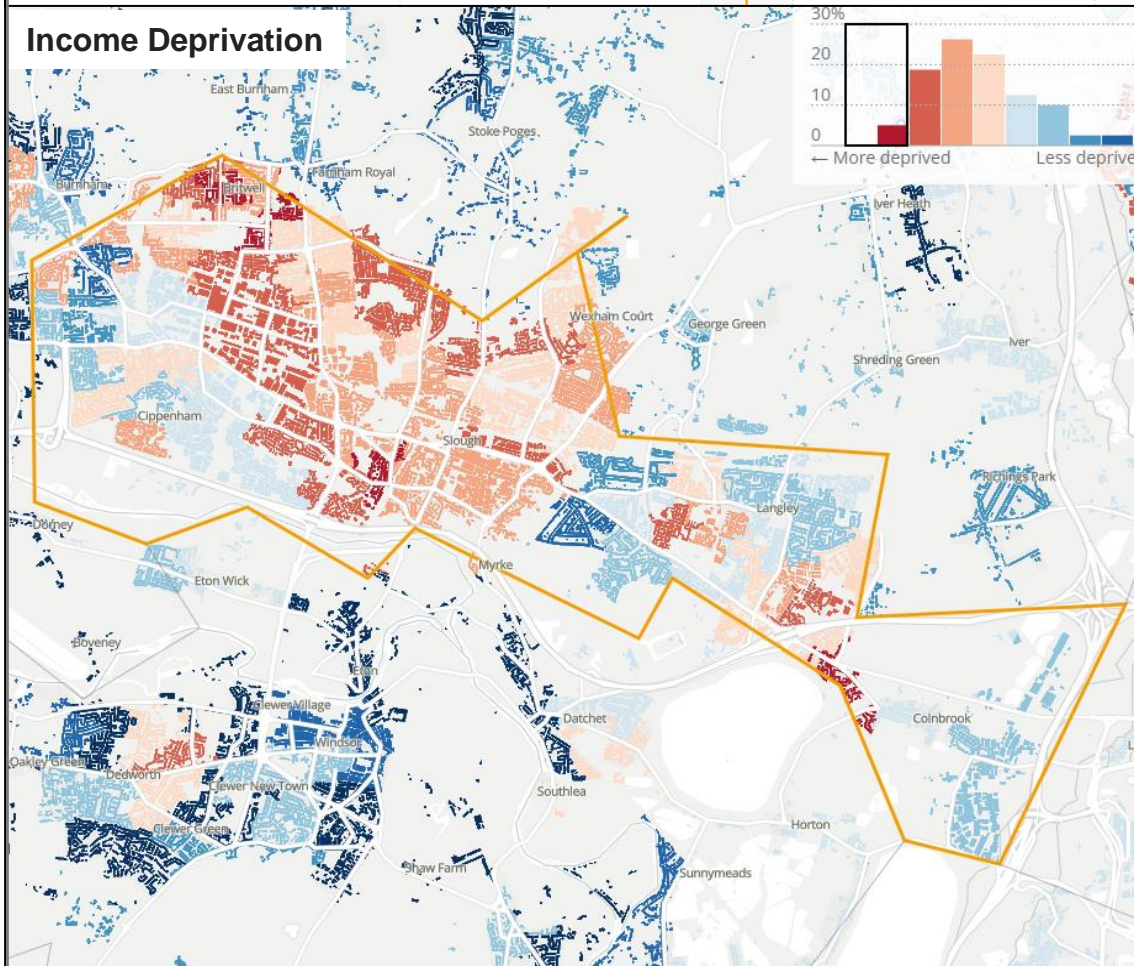 Income Deprivation
30%
20
10
0
← More deprived
Less deprive
East Burnham
Stoke Poges
Burnham
Britwell
Farnham Royal
Iver Heath
Wexham Court
George Green
Iver
Shreding Green
Cippenham
Slough
Richings Park
Langley
Dorney
Myrke
Eton Wick
Boveney
Eton
Clewer Village
Datchet
Colnbrook
Windsor
Oakley Green
Dedworth
Clewer New Town
Southlea
Clewer Green
Horton
Shaw Farm
Sunnymeads
L